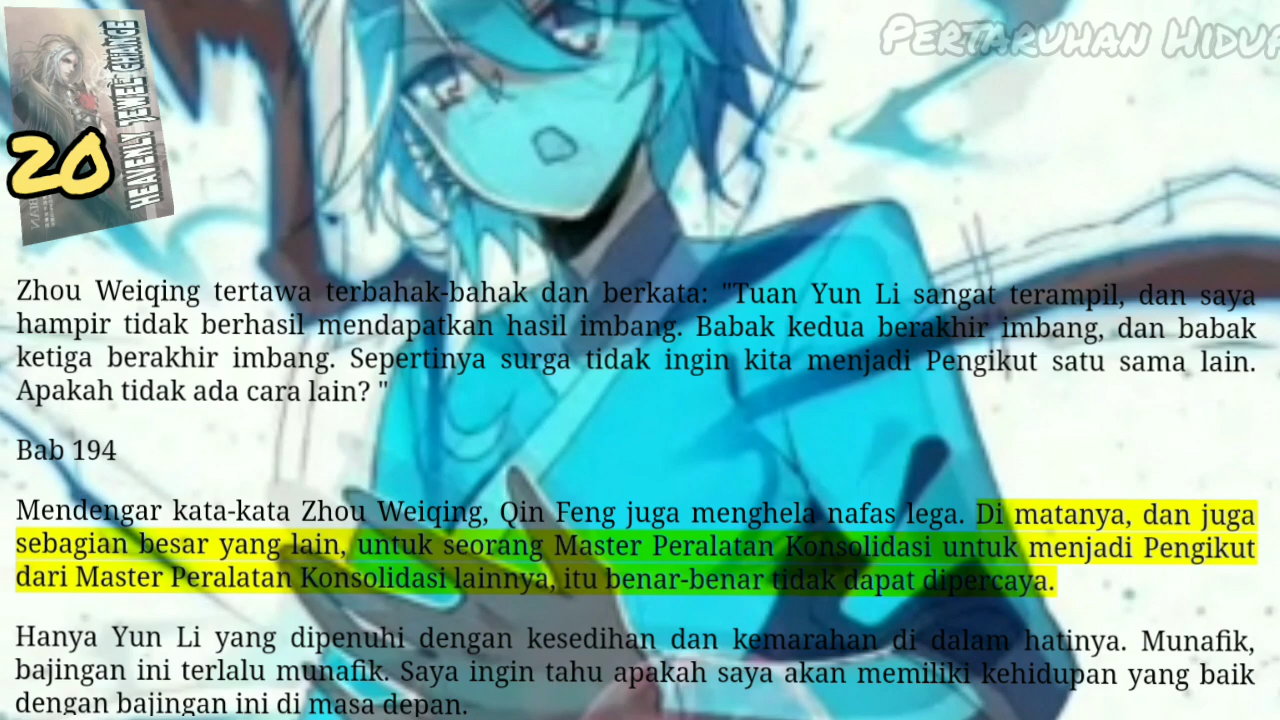 PERTARUHAN HIDUP
HEAVENLY JEWEL CHANGE
20
Zhou Weiqing tertawa terbahak-bahak dan berkata: "Tuan Yun Li sangat terampil, dan saya
hampir tidak berhasil mendapatkan hasil imbang. Babak kedua berakhir imbang, dan babak
ketiga berakhir imbang. Sepertinya surga tidak ingin kita menjadi Pengikut satu sama lain.
Apakah tidak ada cara lain? "
Bab 194
Mendengar kata-kata Zhou Weiqing, Qin Feng juga menghela nafas lega. Di matanya, dan juga
sebagian besar yang lain, untuk seorang Master Peralatan Konsolidasi untuk menjadi Pengikut
dari Master Peralatan Konsolidasi lainnya, itu benar-benar tidak dapat dipercaya.
Hanya Yun Li yang dipenuhi dengan kesedihan dan kemarahan di dalam hatinya. Munafik,
bajingan ini terlalu munafik. Saya ingin tahu apakah saya akan memiliki kehidupan yang baik
dengan bajingan ini di masa depan.